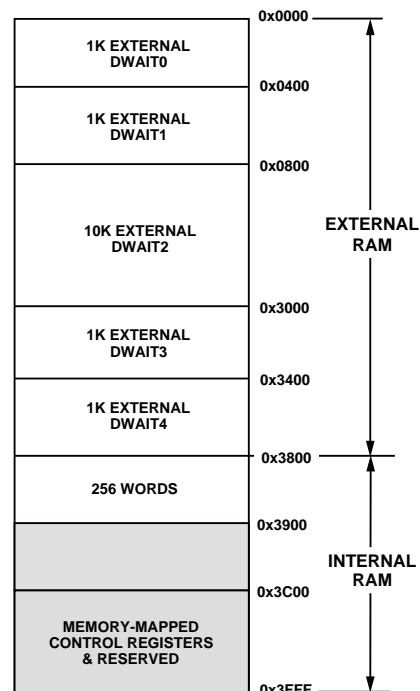 0x0000
1K EXTERNAL
DWAIT0
0x0400
1K EXTERNAL
DWAIT1
0x0800
10K EXTERNAL
DWAIT2
EXTERNAL
RAM
0x3000
1K EXTERNAL
DWAIT3
0x3400
1K EXTERNAL
DWAIT4
0x3800
256 WORDS
0x3900
INTERNAL
RAM
0x3C00
MEMORY-MAPPED
CONTROL REGISTERS
& RESERVED
0x3FFF